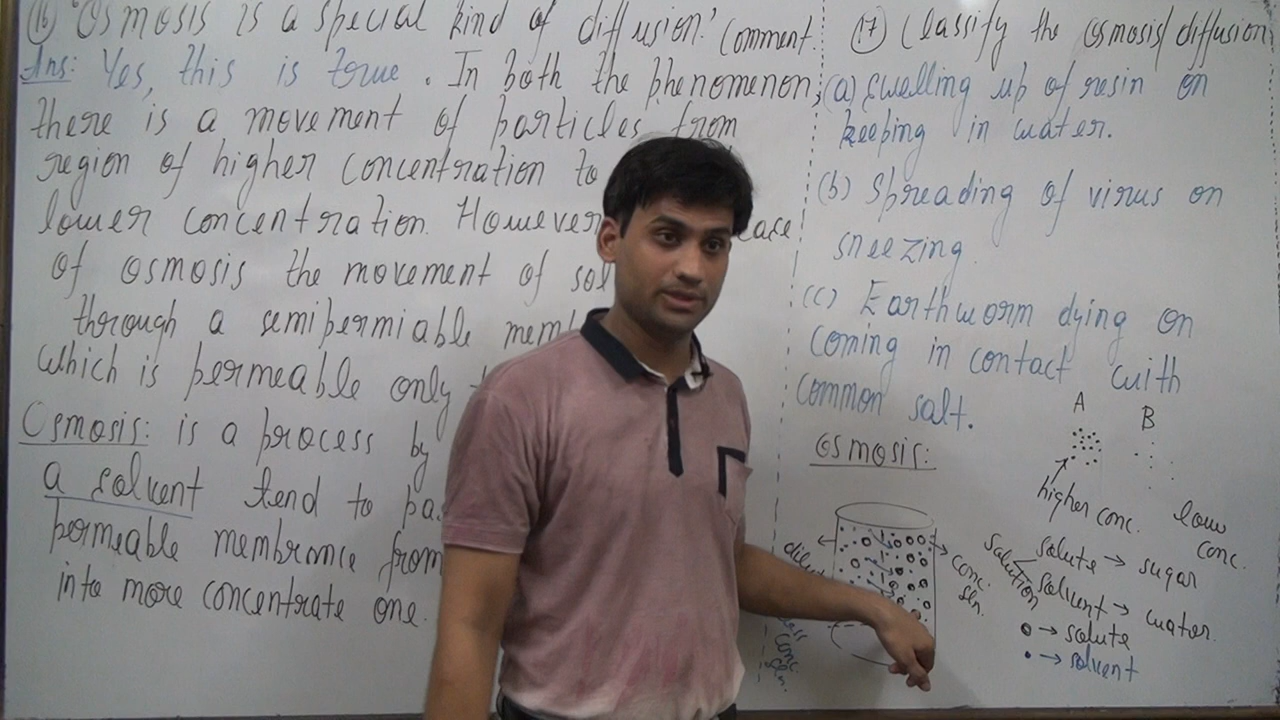 (16) 'Osmosis is a special kind of diffusion.' Comment.
Ans: Yes, this is true. In both the phenomenon,
there is a movement of particles from
region of higher concentration to
lower concentration. However
of osmosis the movement of
through a semipermiable
which is permeable only
Osmosis: is a process by
a solvent tend to
permeable membrance from
into more concentrate one.
(17) Classify the osmosis/diffusion
(a) Swelling up of resin on
keeping in water.
(b) Spreading of virus on
sneezing.
(c) Earthworm dying on
coming in contact with
common salt.
Osmosis:
conc.
sln.
conc.
sln.
A B
higher conc.
low
conc.
solution
solute → sugar
solvent → water.
→ solute
→ solvent